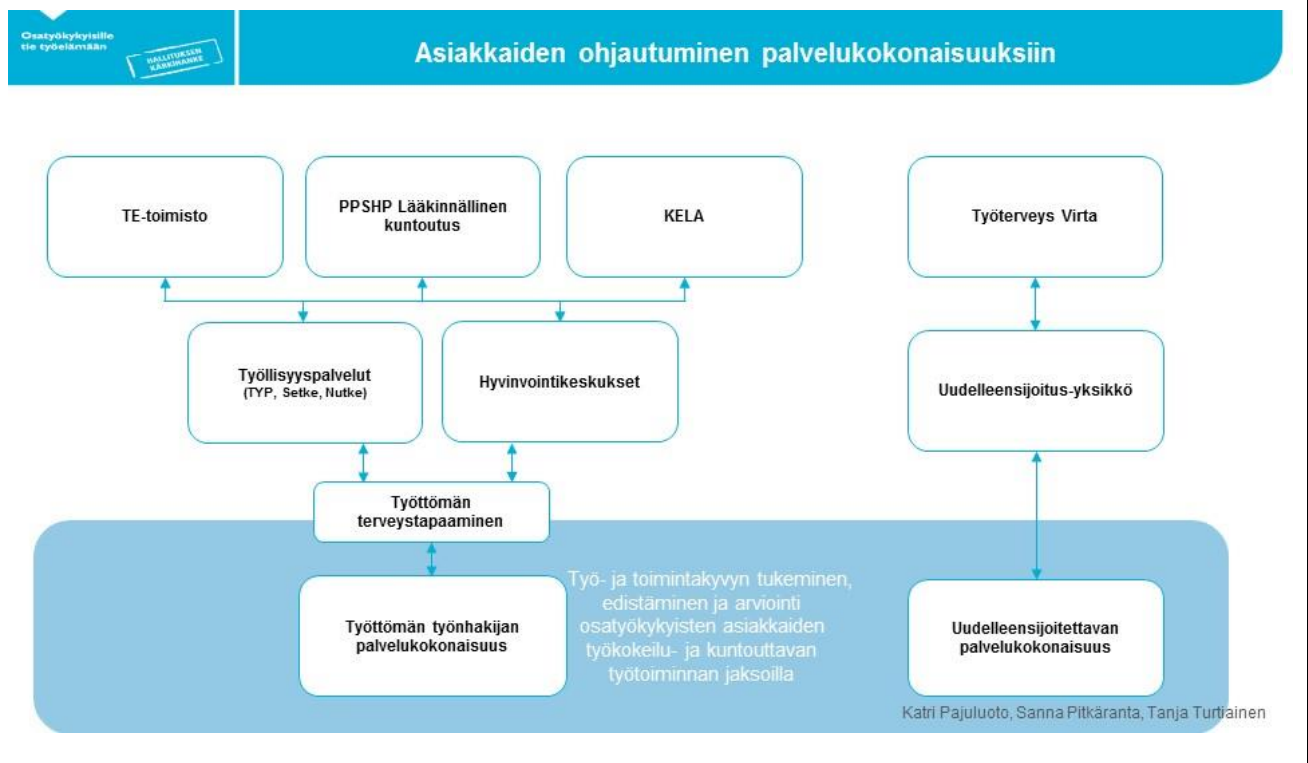 Osatyökykyisille
tie työelämään
HALLITUKSEN
KÄRKIHANKE
Asiakkaiden ohjautuminen palvelukokonaisuuksiin
TE-toimisto
PPSHP Lääkinnällinen
kuntoutus
KELA
Työterveys Virta
Työllisyyspalvelut
(TYP, Setke, Nutke)
Hyvinvointikeskukset
Uudelleensijoitus-yksikkö
Työttömän
terveystapaaminen
Työttömän työnhakijan
palvelukokonaisuus
Työ- ja toimintakyvyn tukeminen,
edistäminen ja arviointi
osatyökykyisten asiakkaiden
työkokeilu- ja kuntouttavan
työtoiminnan jaksoilla
Uudelleensijoitettavan
palvelukokonaisuus
Katri Pajuluoto, Sanna Pitkäranta, Tanja Turtiainen